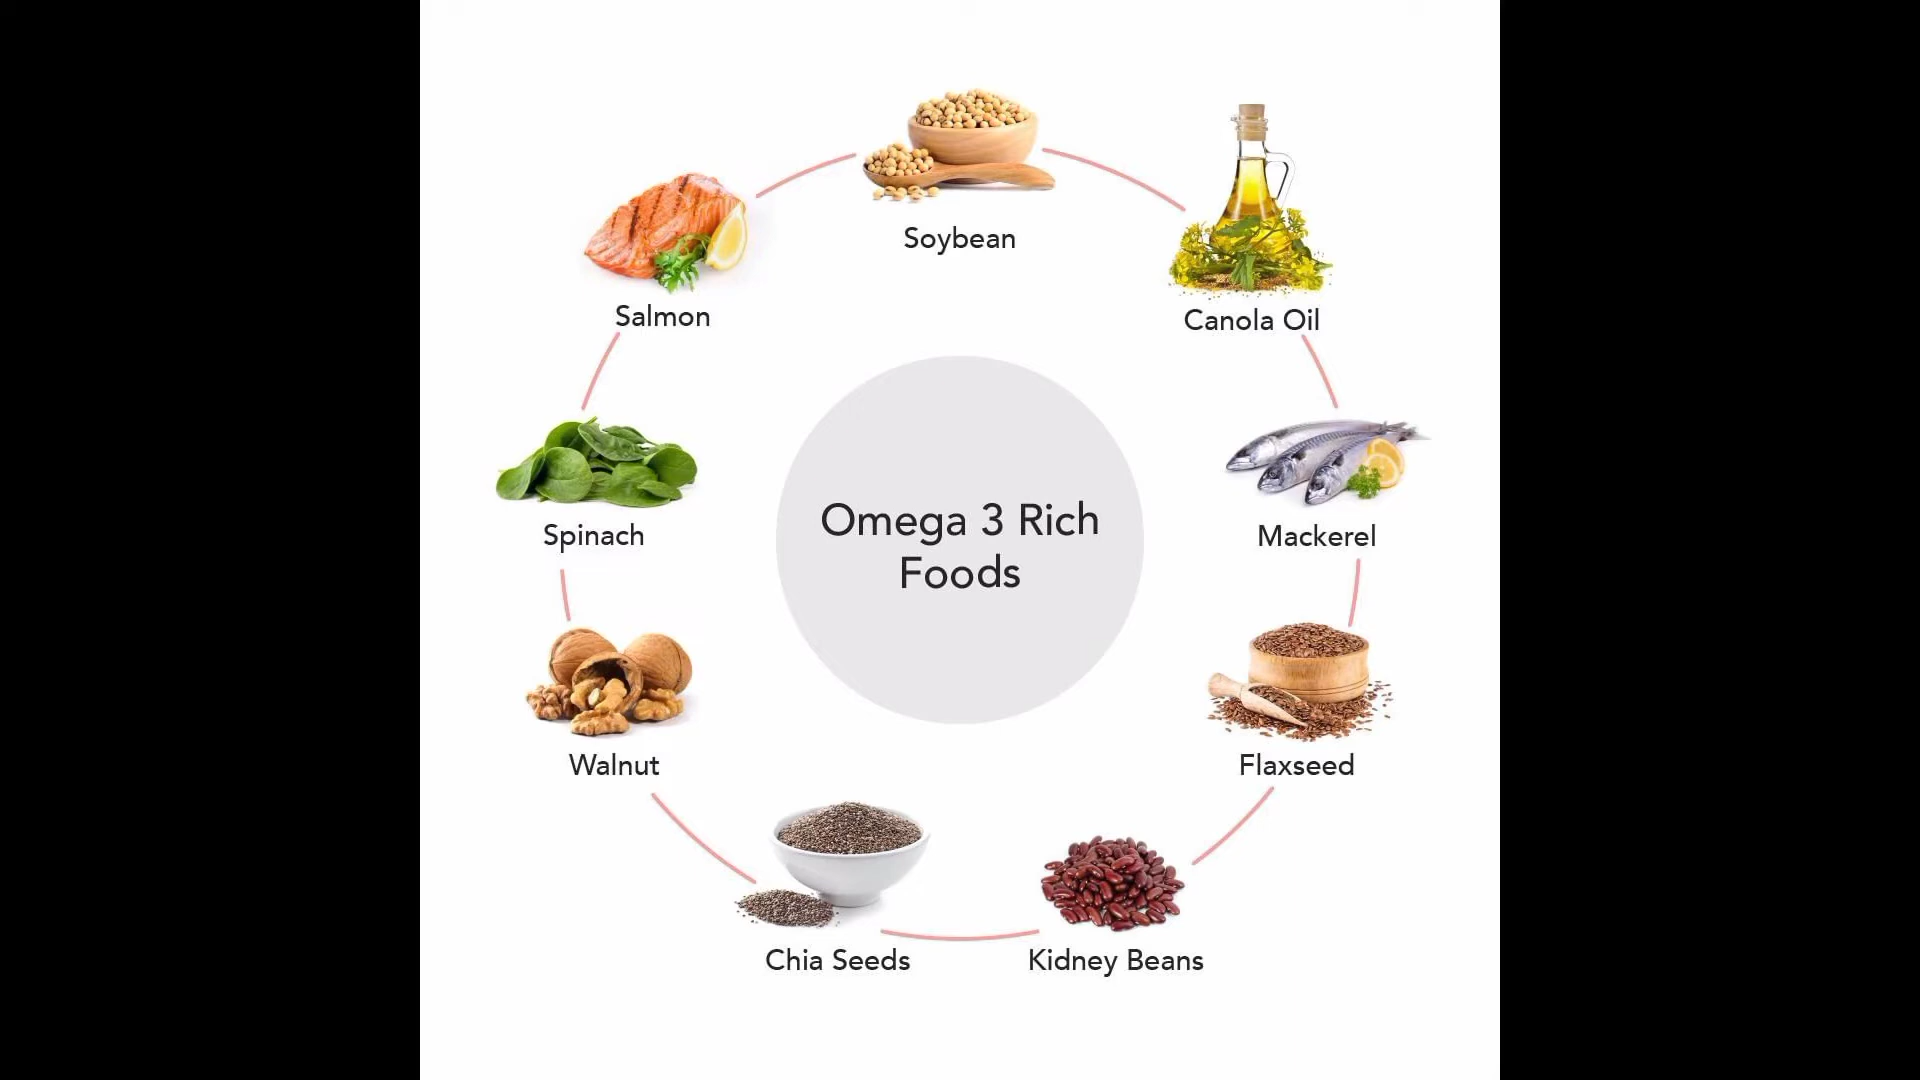 Soybean
Canola Oil
Salmon
Mackerel
Spinach
Omega 3 Rich
Foods
Walnut
Flaxseed
Chia Seeds
Kidney Beans